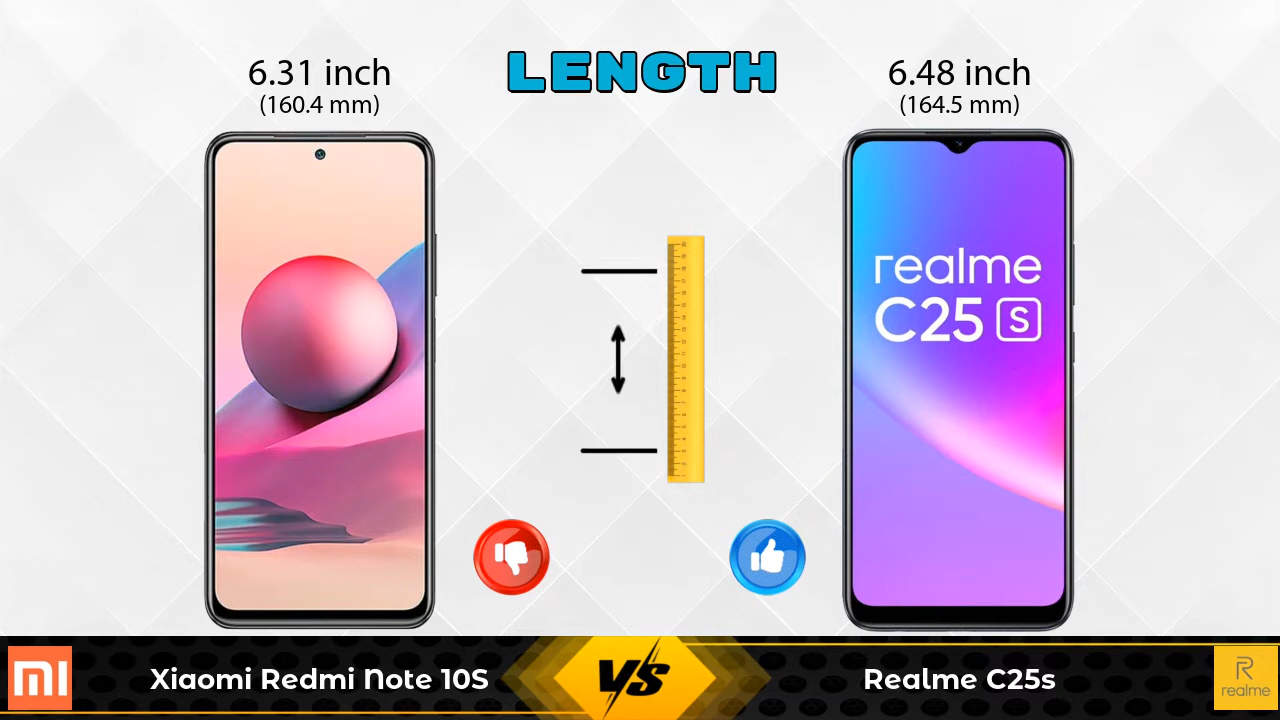 LENGTH
6.31 inch
(160.4 mm)
6.48 inch
(164.5 mm)
realme
C25 S
Xiaomi Redmi Note 10S
VS
Realme C25s
realme